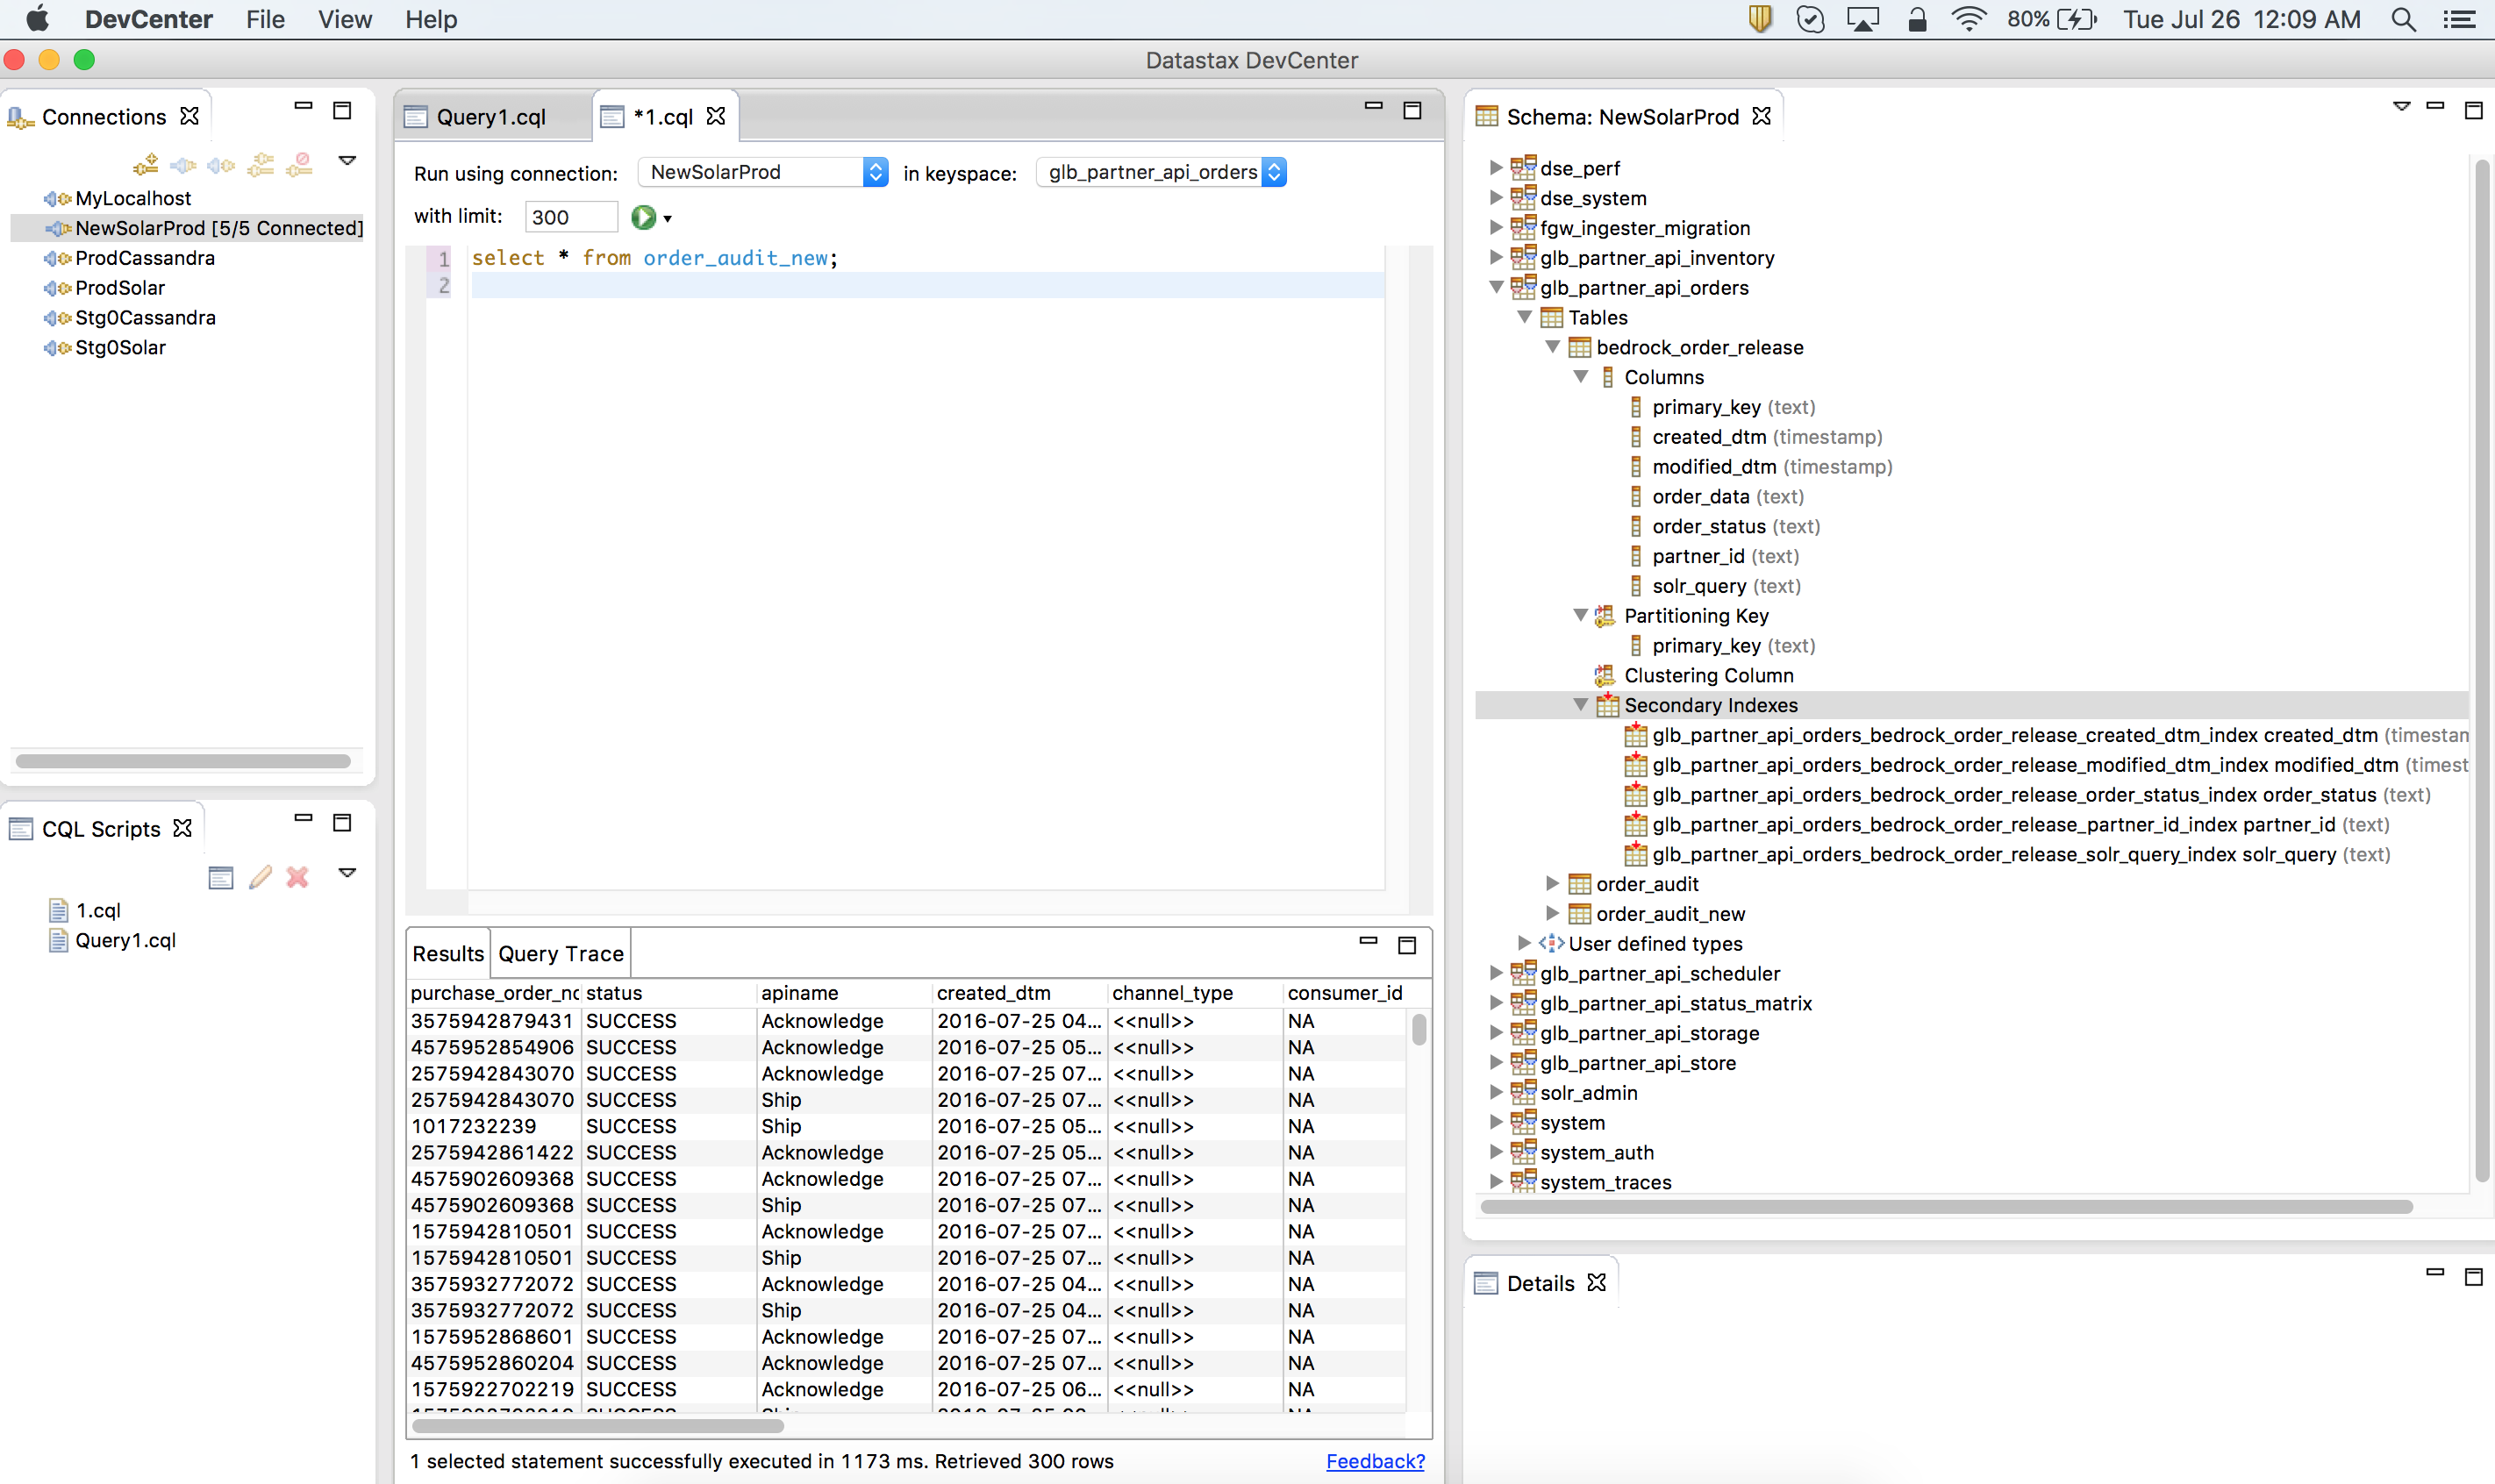 DevCenter File View Help 80% Tue Jul 26 12:09 AM
Datastax DevCenter
Connections
MyLocalhost
NewSolarProd [5/5 Connected]
ProdCassandra
ProdSolar
Stg0Cassandra
Stg0Solar
CQL Scripts
1.cql
Query1.cql
Query1.cql *1.cql
Run using connection: NewSolarProd in keyspace: glb_partner_api_orders
with limit: 300
1 select * from order_audit_new;
2
Results Query Trace
purchase_order_no status apiname created_dtm channel_type consumer_id
3575942879431 SUCCESS Acknowledge 2016-07-25 04... <<null>> NA
4575952854906 SUCCESS Acknowledge 2016-07-25 05... <<null>> NA
2575942843070 SUCCESS Acknowledge 2016-07-25 07... <<null>> NA
2575942843070 SUCCESS Ship 2016-07-25 07... <<null>> NA
1017232239 SUCCESS Ship 2016-07-25 05... <<null>> NA
2575942861422 SUCCESS Acknowledge 2016-07-25 05... <<null>> NA
4575902609368 SUCCESS Acknowledge 2016-07-25 07... <<null>> NA
4575902609368 SUCCESS Ship 2016-07-25 07... <<null>> NA
1575942810501 SUCCESS Acknowledge 2016-07-25 07... <<null>> NA
1575942810501 SUCCESS Ship 2016-07-25 07... <<null>> NA
3575932772072 SUCCESS Acknowledge 2016-07-25 04... <<null>> NA
3575932772072 SUCCESS Ship 2016-07-25 04... <<null>> NA
1575952868601 SUCCESS Acknowledge 2016-07-25 07... <<null>> NA
4575952860204 SUCCESS Acknowledge 2016-07-25 07... <<null>> NA
1575922702219 SUCCESS Acknowledge 2016-07-25 06... <<null>> NA
1 selected statement successfully executed in 1173 ms. Retrieved 300 rows Feedback?
Schema: NewSolarProd
dse_perf
dse_system
fgw_ingester_migration
glb_partner_api_inventory
glb_partner_api_orders
Tables
bedrock_order_release
Columns
primary_key (text)
created_dtm (timestamp)
modified_dtm (timestamp)
order_data (text)
order_status (text)
partner_id (text)
solr_query (text)
Partitioning Key
primary_key (text)
Clustering Column
Secondary Indexes
glb_partner_api_orders_bedrock_order_release_created_dtm_index created_dtm (timestan
glb_partner_api_orders_bedrock_order_release_modified_dtm_index modified_dtm (timest
glb_partner_api_orders_bedrock_order_release_order_status_index order_status (text)
glb_partner_api_orders_bedrock_order_release_partner_id_index partner_id (text)
glb_partner_api_orders_bedrock_order_release_solr_query_index solr_query (text)
order_audit
order_audit_new
User defined types
glb_partner_api_scheduler
glb_partner_api_status_matrix
glb_partner_api_storage
glb_partner_api_store
solr_admin
system
system_auth
system_traces
Details